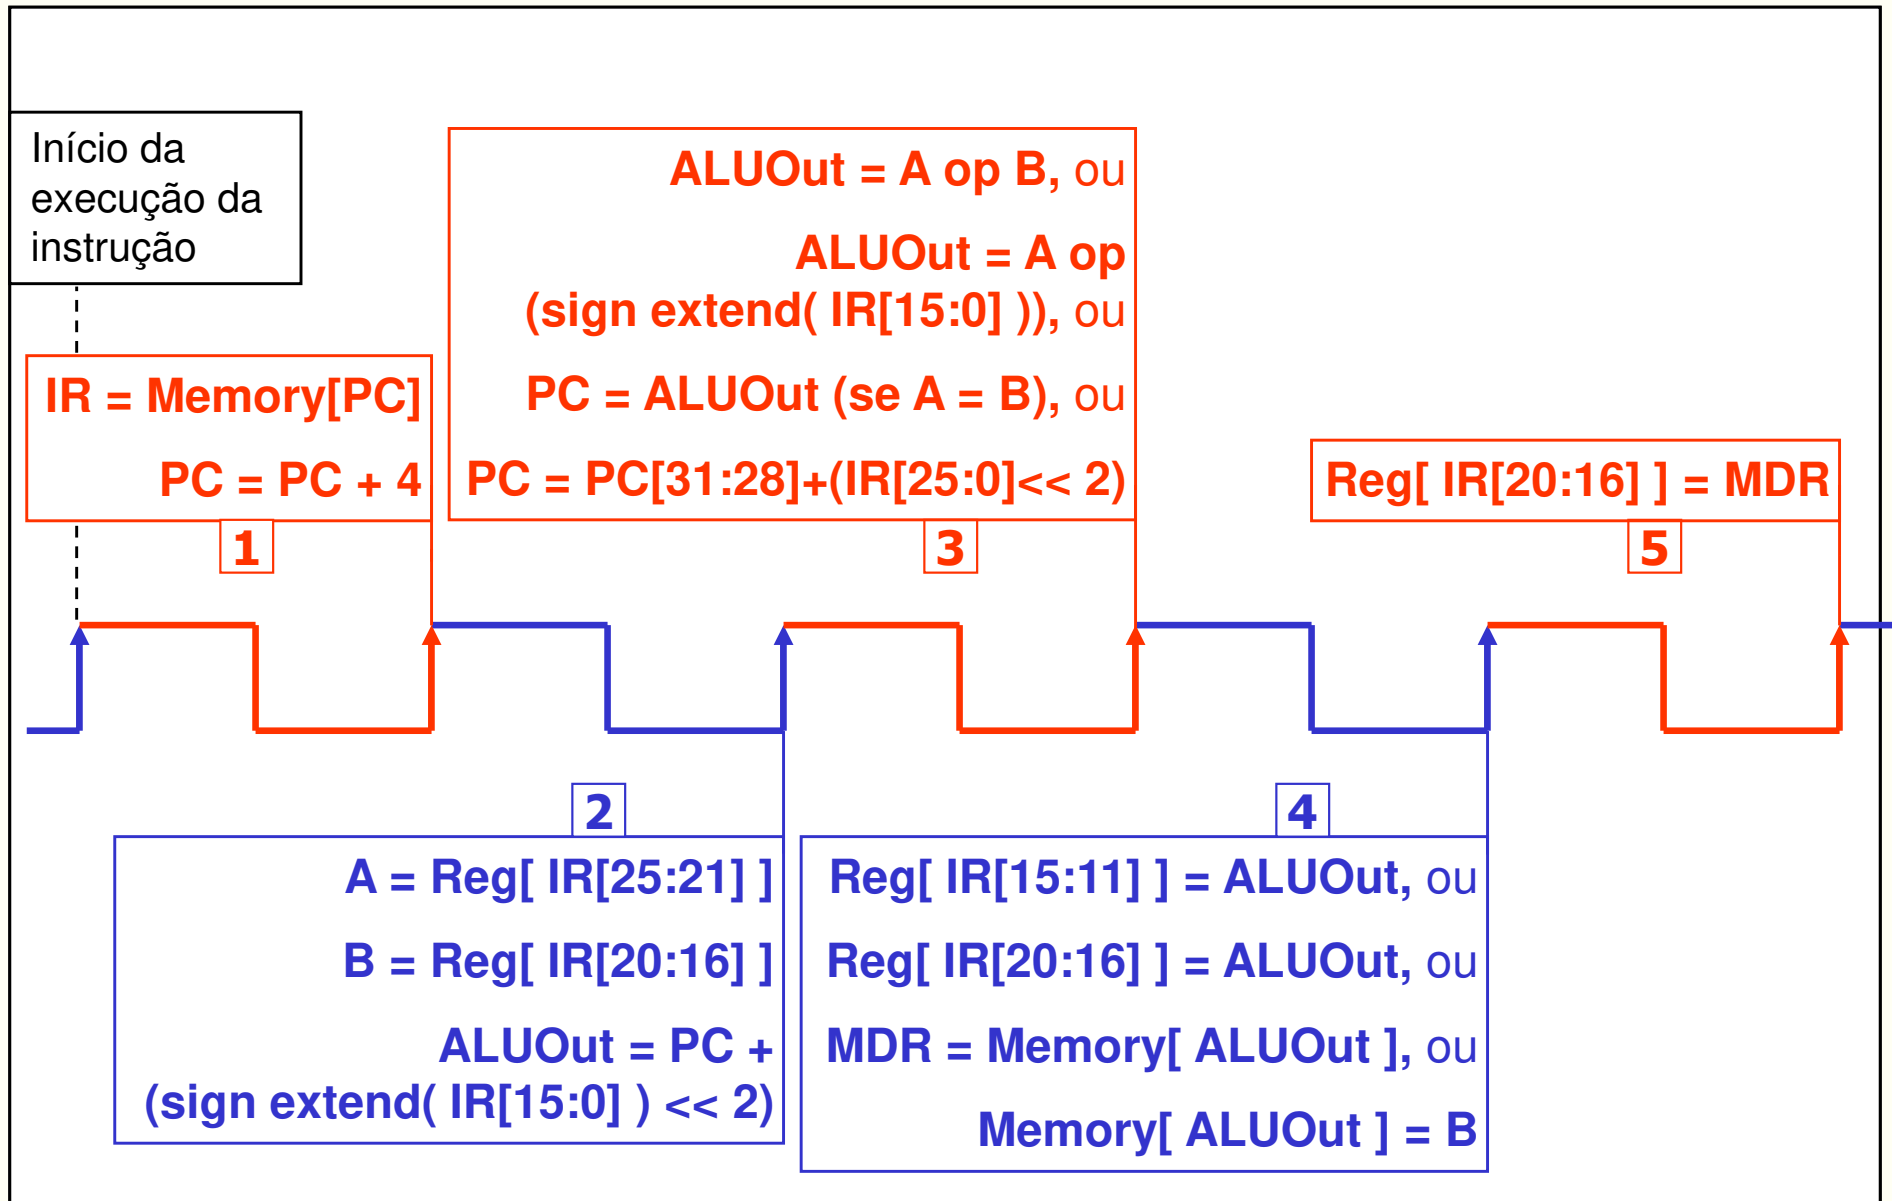 Início da
execução da
instrução
IR = Memory[PC]
PC = PC + 4
1
ALUOut = A op B, ou
ALUOut = A op
(sign extend( IR[15:0] )), ou
PC = ALUOut (se A = B), ou
PC = PC[31:28]+(IR[25:0]<< 2)
3
Reg[ IR[20:16] ] = MDR
5
2
A = Reg[ IR[25:21] ]
B = Reg[ IR[20:16] ]
ALUOut = PC +
(sign extend( IR[15:0] ) << 2)
4
Reg[ IR[15:11] ] = ALUOut, ou
Reg[ IR[20:16] ] = ALUOut, ou
MDR = Memory[ ALUOut ], ou
Memory[ ALUOut ] = B